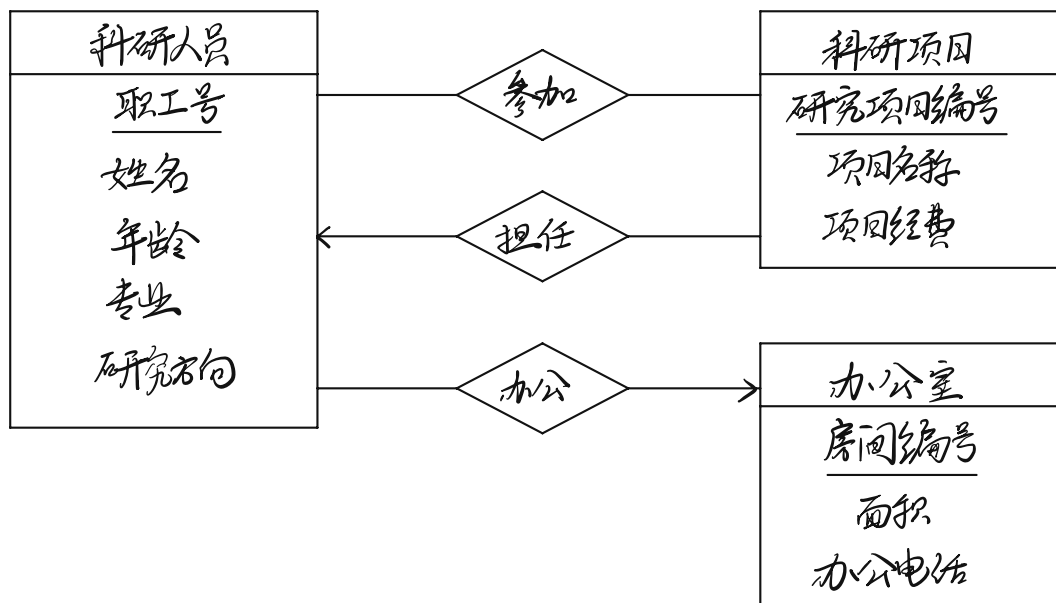 科研人员
职工号
姓名
年龄
专业
研究方向
参加
担任
办公
科研项目
研究项目编号
项目名称
项目经费
办公室
房间编号
面积
办公电话